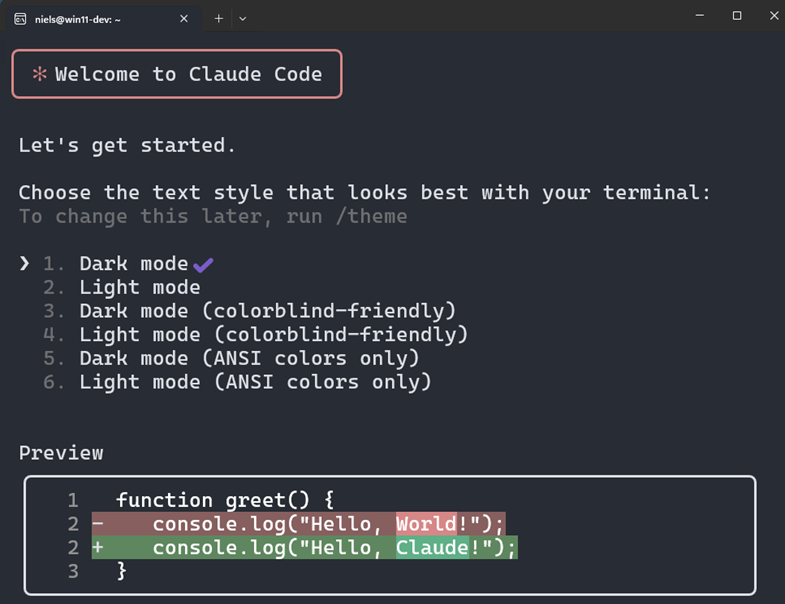 niels@win11-dev: ~
✻ Welcome to Claude Code
Let's get started.
Choose the text style that looks best with your terminal:
To change this later, run /theme
❯ 1. Dark mode ✔
2. Light mode
3. Dark mode (colorblind-friendly)
4. Light mode (colorblind-friendly)
5. Dark mode (ANSI colors only)
6. Light mode (ANSI colors only)
Preview
1 function greet() {
2 - console.log("Hello, World!");
2 + console.log("Hello, Claude!");
3 }